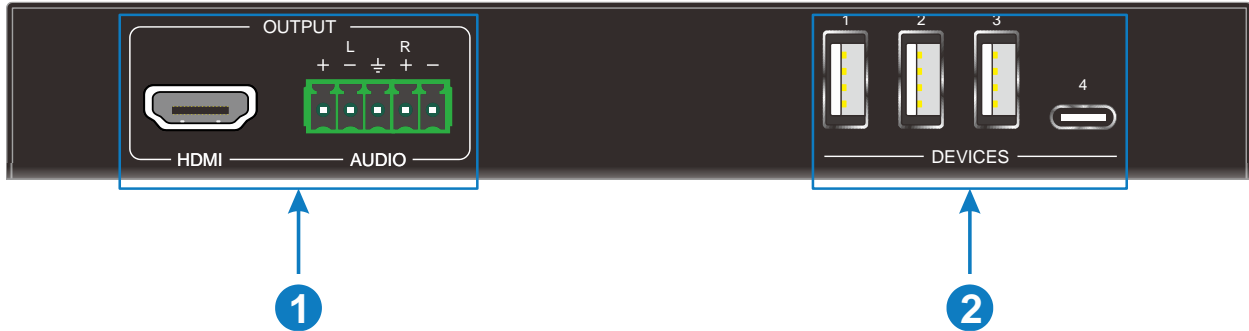 OUTPUT
L R
+ − ⏚ + −
HDMI AUDIO
1 2 3
4
DEVICES
1
2